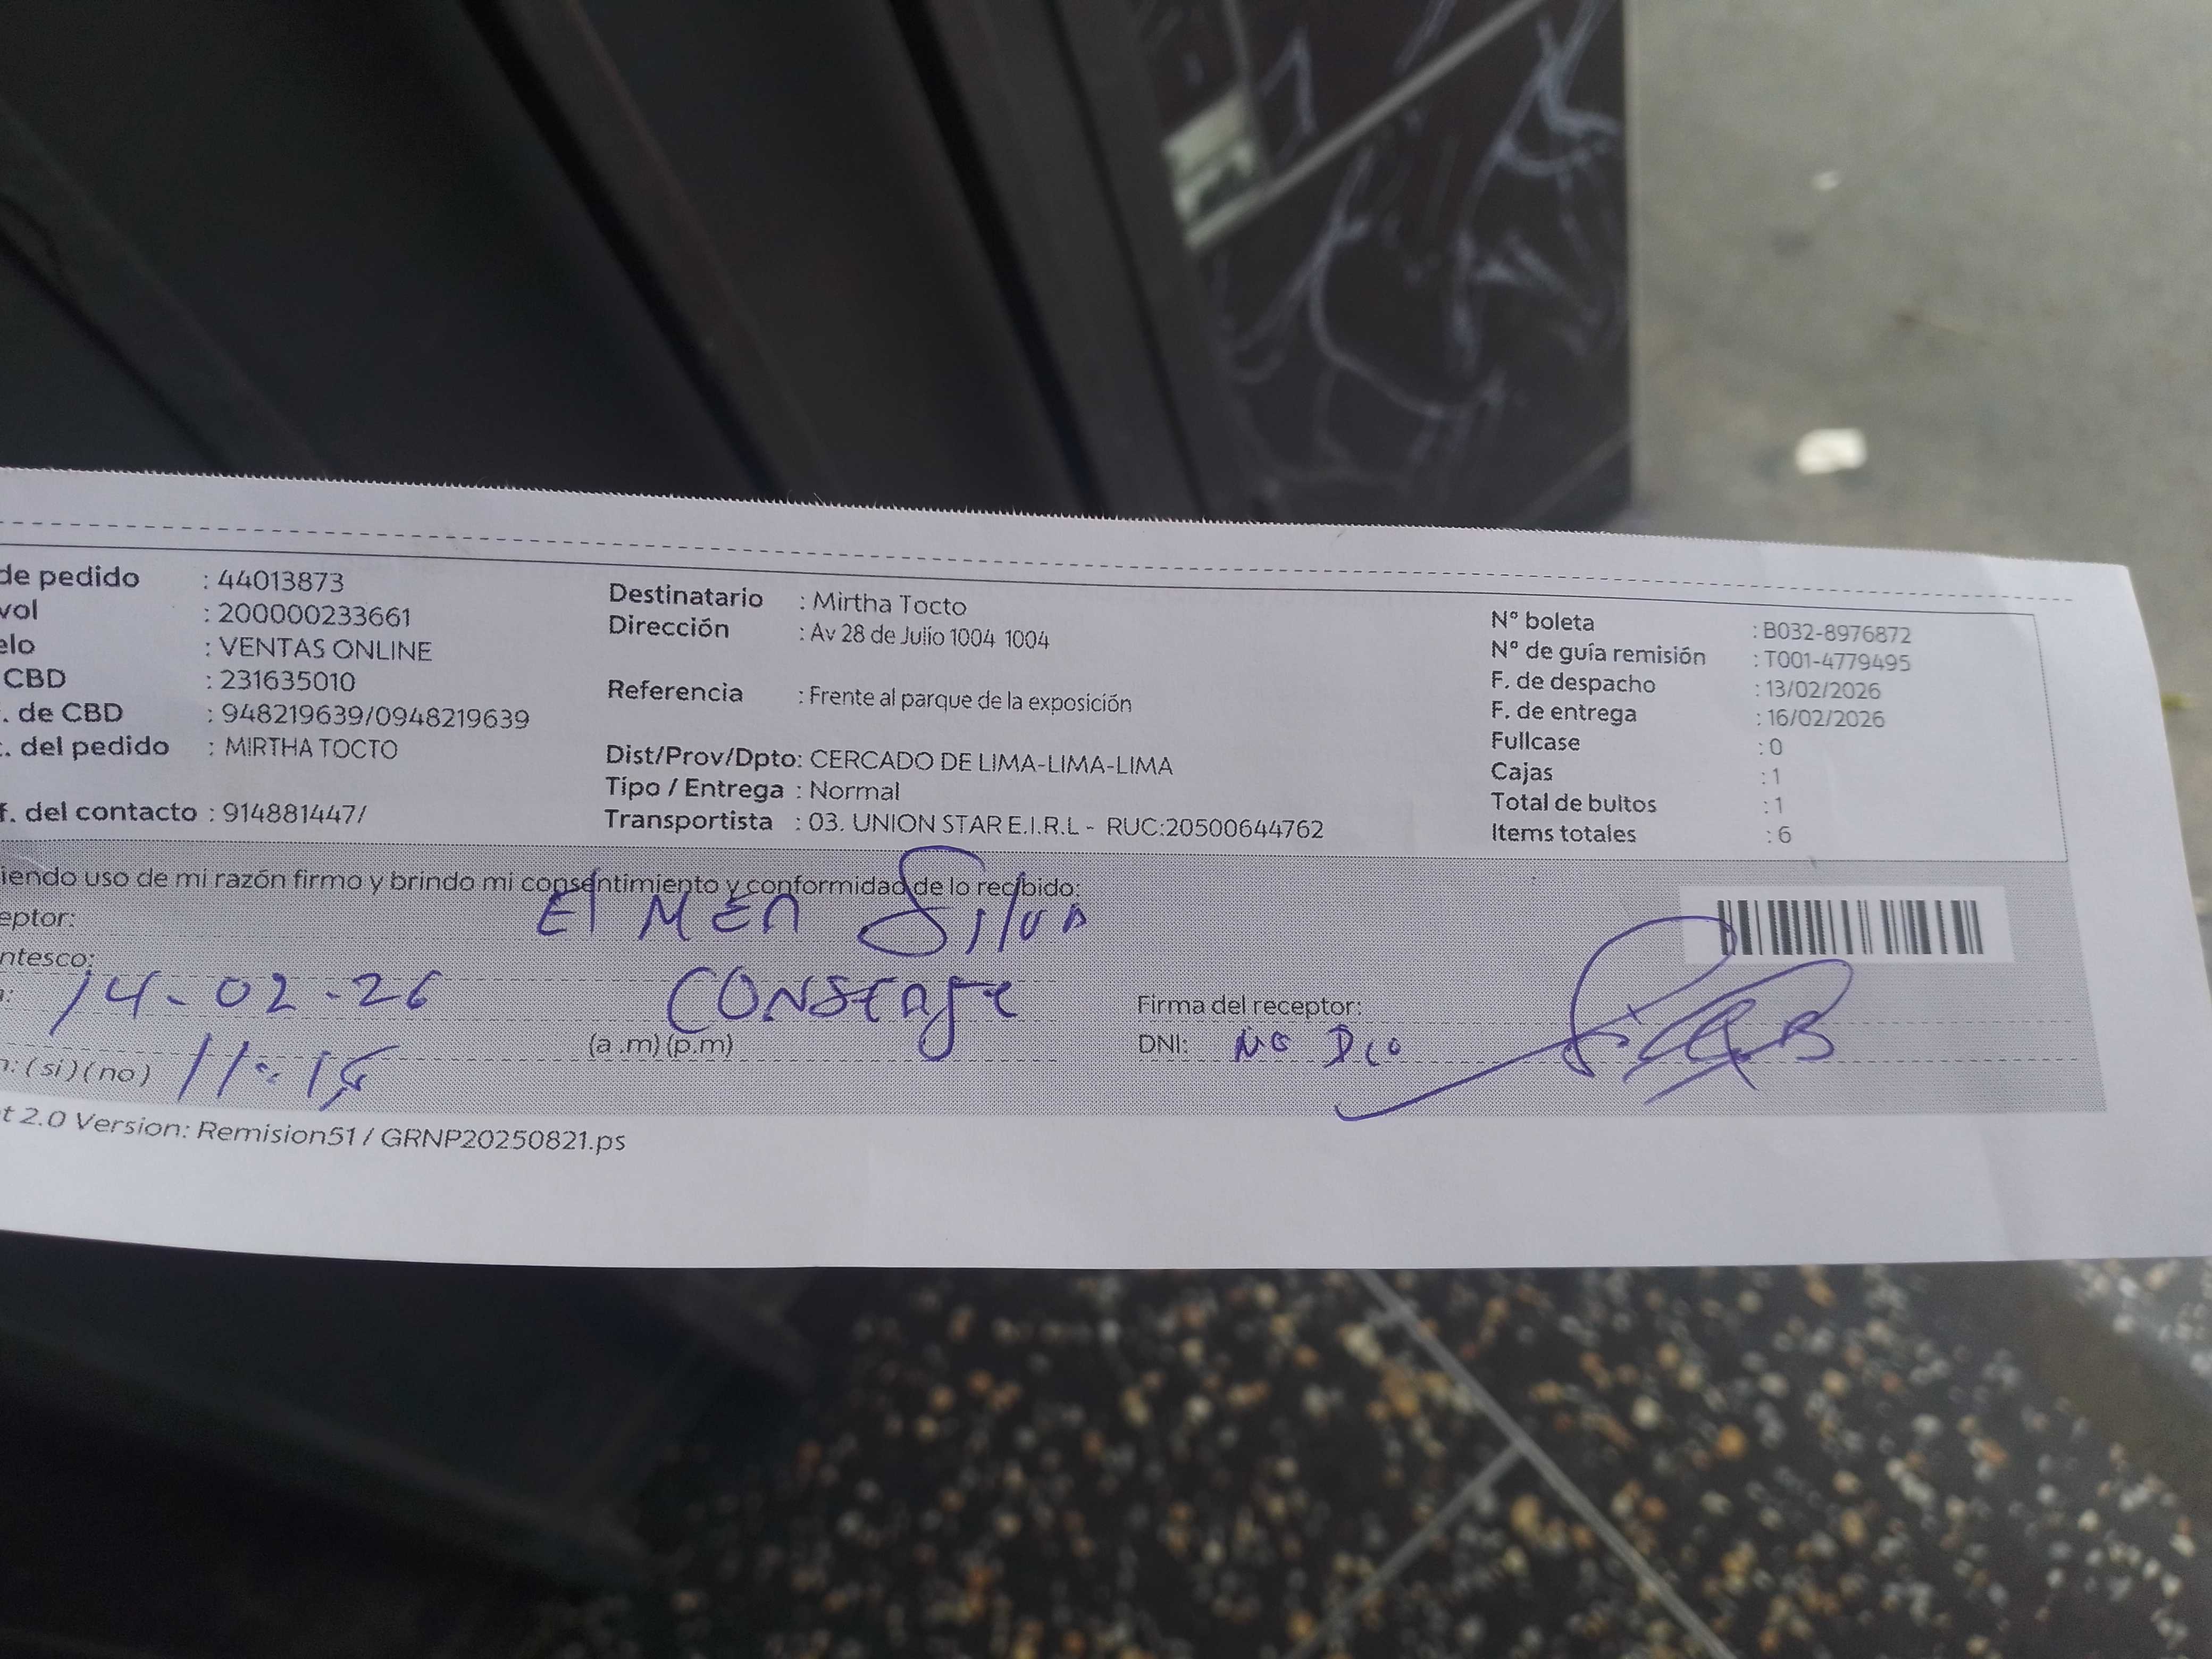 de pedido : 44013873
vol : 200000233661
elo : VENTAS ONLINE
CBD : 231635010
. de CBD : 948219639/0948219639
. del pedido : MIRTHA TOCTO
f. del contacto : 914881447/
Destinatario : Mirtha Tocto
Dirección : Av 28 de Julio 1004 1004
Referencia : Frente al parque de la exposición
Dist/Prov/Dpto: CERCADO DE LIMA-LIMA-LIMA
Tipo / Entrega : Normal
Transportista : 03. UNION STAR E.I.R.L - RUC:20500644762
N° boleta : B032-8976872
N° de guía remisión : T001-4779495
F. de despacho : 13/02/2026
F. de entrega : 16/02/2026
Fullcase : 0
Cajas : 1
Total de bultos : 1
Items totales : 6
iendo uso de mi razón firmo y brindo mi consentimiento y conformidad de lo recibido:
eptor: El MEn Silva
ntesco:
: 14-02-26 CONSERJE
(a .m) (p.m)
: (si) (no) 11:15
Firma del receptor:
DNI: NO DIO
t 2.0 Version: Remision51 / GRNP20250821.ps